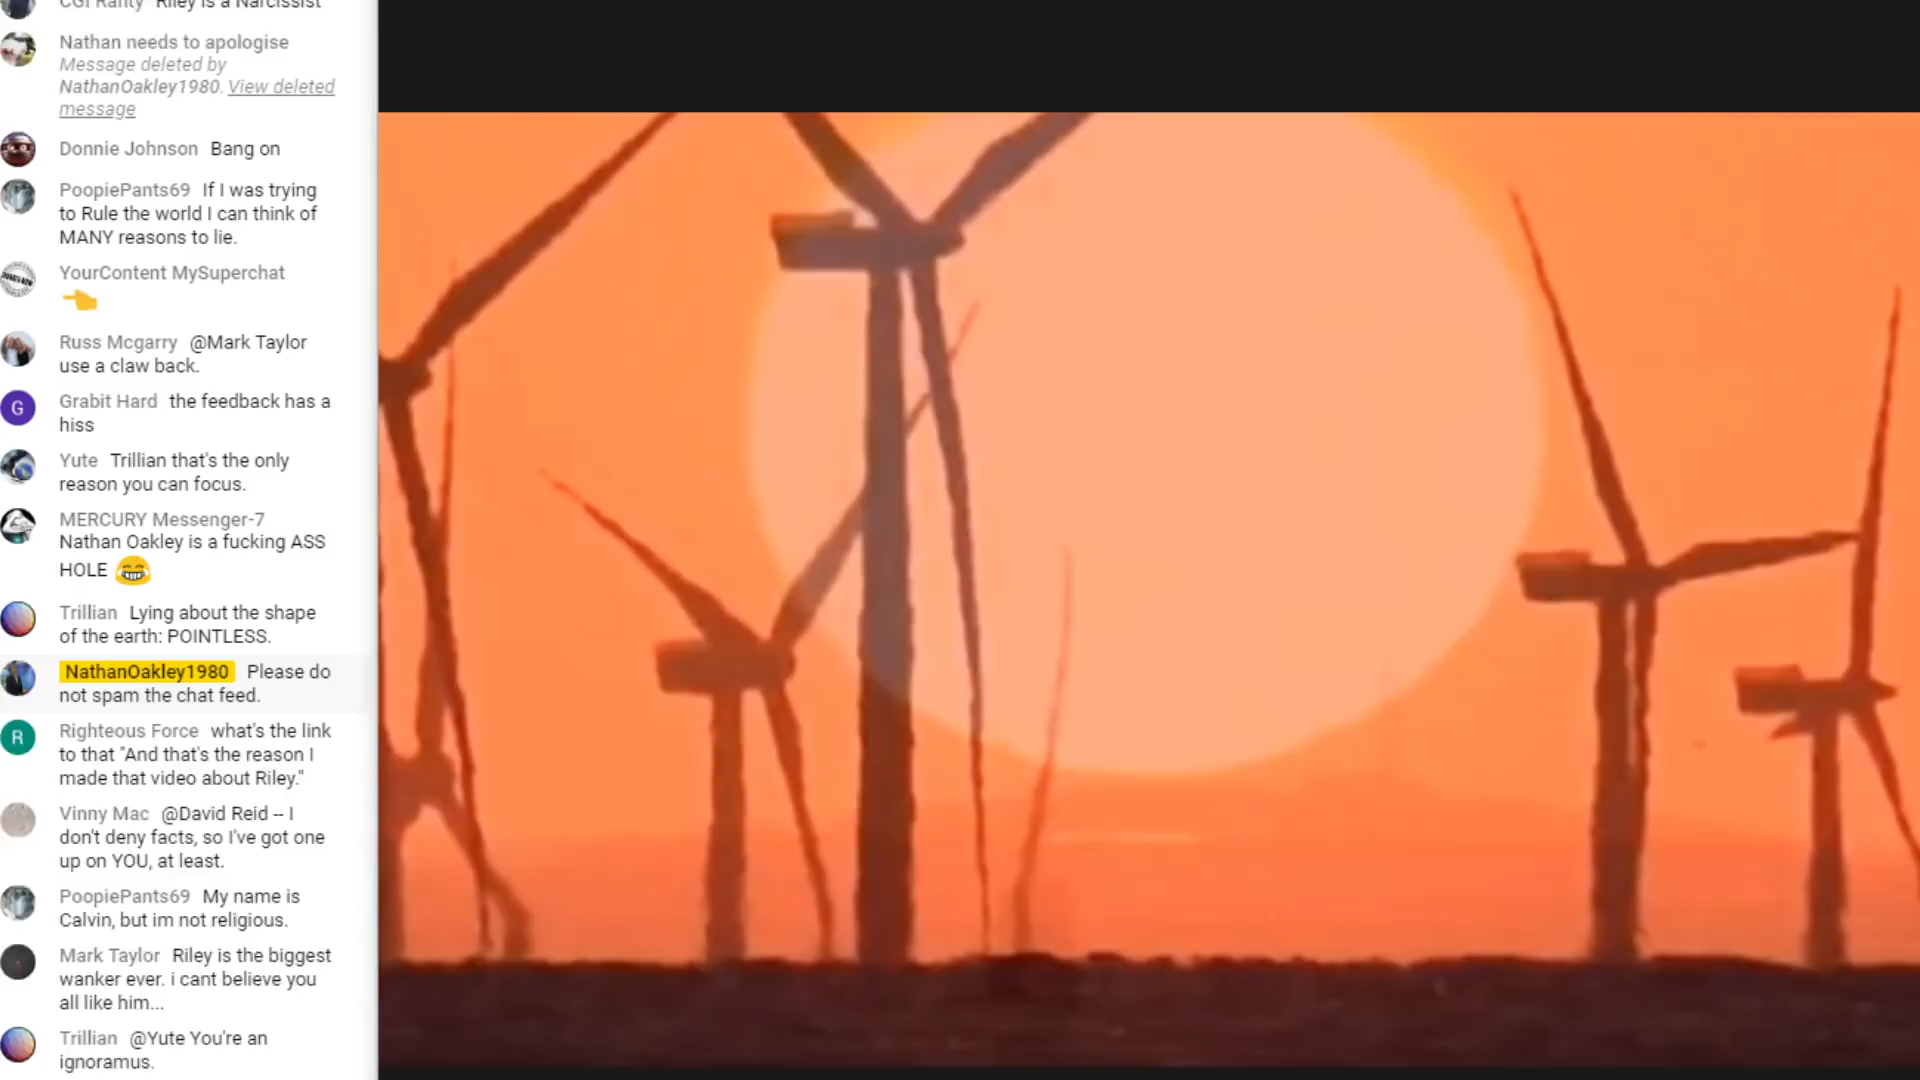 CGI Ranty Riley is a Narcissist
Nathan needs to apologise
Message deleted by
NathanOakley1980. View deleted
message
Donnie Johnson Bang on
PoopiePants69 If I was trying
to Rule the world I can think of
MANY reasons to lie.
YourContent MySuperchat
Russ Mcgarry @Mark Taylor
use a claw back.
G
Grabit Hard the feedback has a
hiss
Yute Trillian that's the only
reason you can focus.
MERCURY Messenger-7
Nathan Oakley is a fucking ASS
HOLE
Trillian Lying about the shape
of the earth: POINTLESS.
NathanOakley1980 Please do
not spam the chat feed.
R
Righteous Force what's the link
to that "And that's the reason I
made that video about Riley."
Vinny Mac @David Reid -- I
don't deny facts, so I've got one
up on YOU, at least.
PoopiePants69 My name is
Calvin, but im not religious.
Mark Taylor Riley is the biggest
wanker ever. i cant believe you
all like him...
Trillian @Yute You're an
ignoramus.